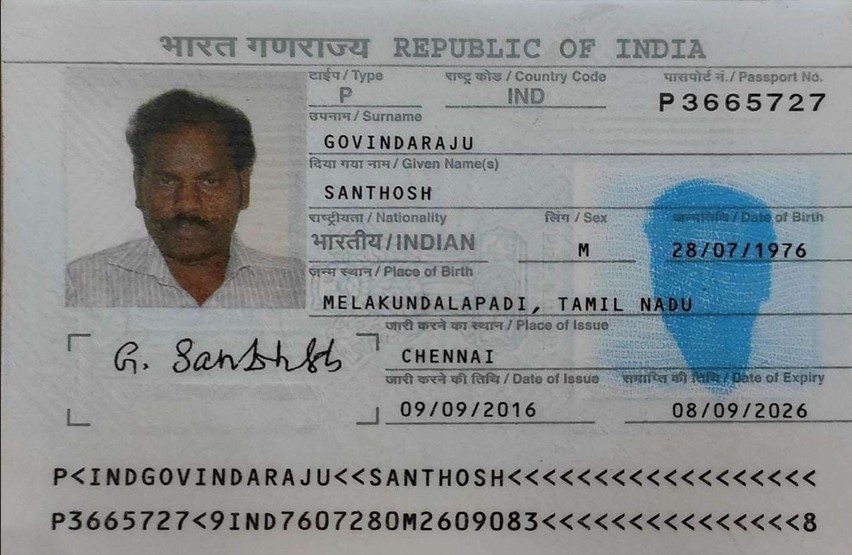 भारत गणराज्य REPUBLIC OF INDIA
टाईप / Type राष्ट्र कोड / Country Code पासपोर्ट नं. / Passport No.
P IND P3665727
उपनाम / Surname
GOVINDARAJU
दिया गया नाम / Given Name(s)
SANTHOSH
राष्ट्रीयता / Nationality लिंग / Sex जन्मतिथि / Date of Birth
भारतीय / INDIAN M 28/07/1976
जन्म स्थान / Place of Birth
MELAKUNDALAPADI, TAMIL NADU
जारी करने का स्थान / Place of Issue
G. Santhosh CHENNAI
जारी करने की तिथि / Date of Issue समाप्ति की तिथि / Date of Expiry
09/09/2016 08/09/2026
P<INDGOVINDARAJU<<SANTHOSH<<<<<<<<<<<<<<<<<<
P3665727<9IND7607280M2609083<<<<<<<<<<<<<<<8